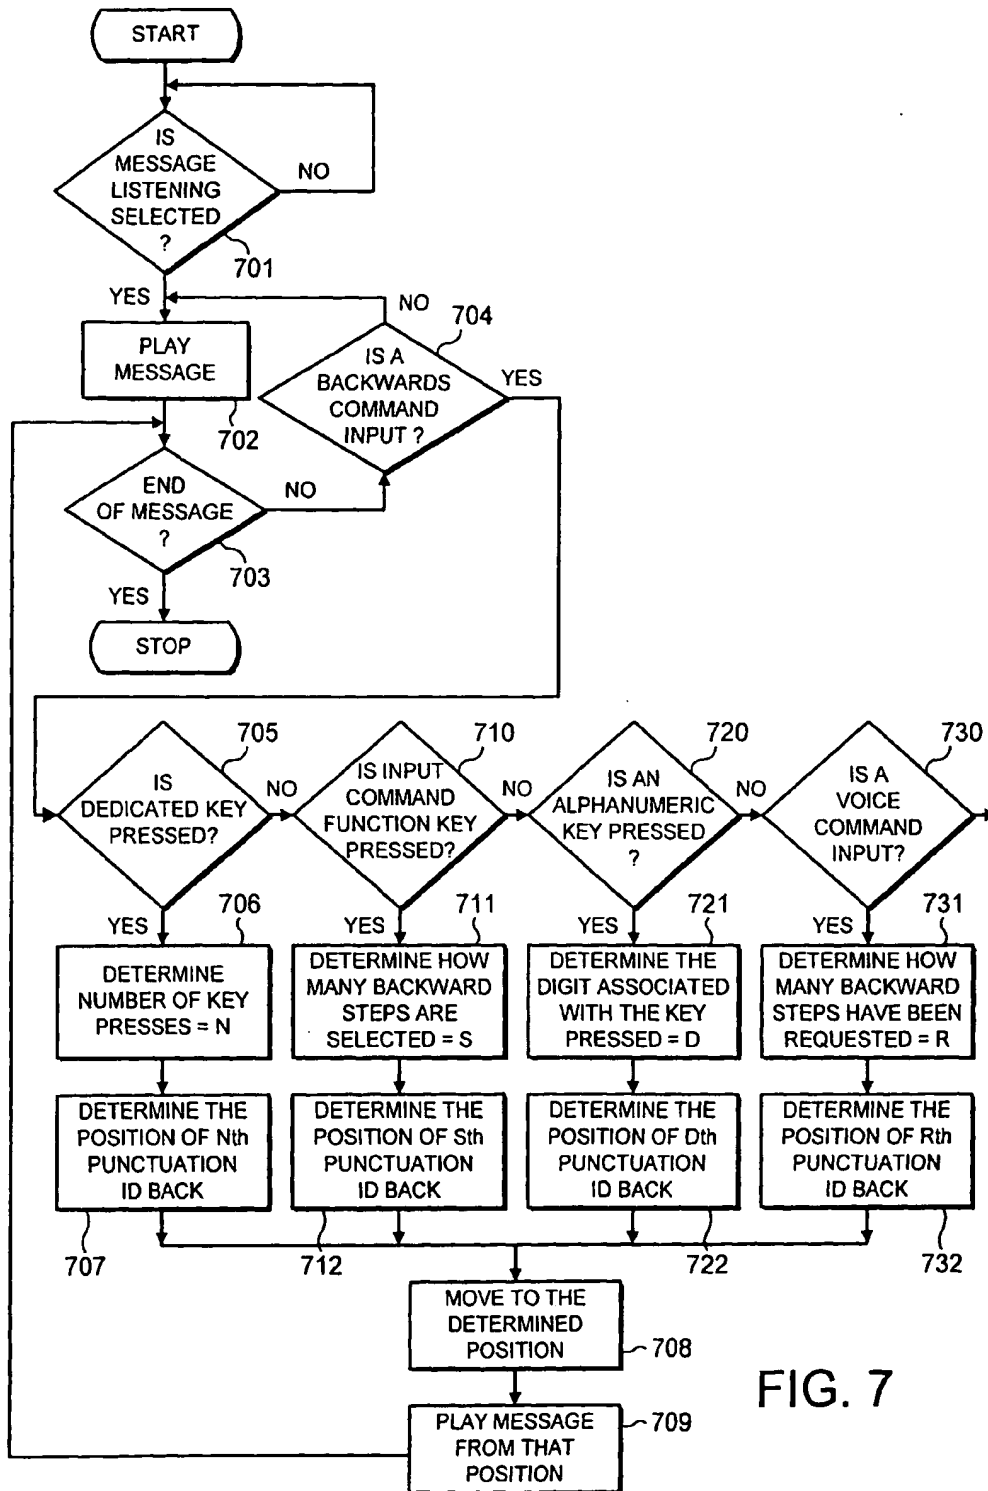 START
IS
MESSAGE
LISTENING
SELECTED
?
NO
701
YES
NO
704
PLAY
MESSAGE
702
IS A
BACKWARDS
COMMAND
INPUT ?
YES
END
OF MESSAGE
?
NO
703
YES
STOP
705
IS
DEDICATED KEY
PRESSED?
NO
710
IS INPUT
COMMAND
FUNCTION KEY
PRESSED?
NO
720
IS AN
ALPHANUMERIC
KEY PRESSED
?
NO
730
IS A
VOICE
COMMAND
INPUT?
YES
706
DETERMINE
NUMBER OF KEY
PRESSES = N
YES
711
DETERMINE HOW
MANY BACKWARD
STEPS ARE
SELECTED = S
YES
721
DETERMINE THE
DIGIT ASSOCIATED
WITH THE KEY
PRESSED = D
YES
731
DETERMINE HOW
MANY BACKWARD
STEPS HAVE BEEN
REQUESTED = R
DETERMINE THE
POSITION OF Nth
PUNCTUATION
ID BACK
707
DETERMINE THE
POSITION OF Sth
PUNCTUATION
ID BACK
712
DETERMINE THE
POSITION OF Dth
PUNCTUATION
ID BACK
722
DETERMINE THE
POSITION OF Rth
PUNCTUATION
ID BACK
732
MOVE TO THE
DETERMINED
POSITION
708
PLAY MESSAGE
FROM THAT
POSITION
709
FIG. 7